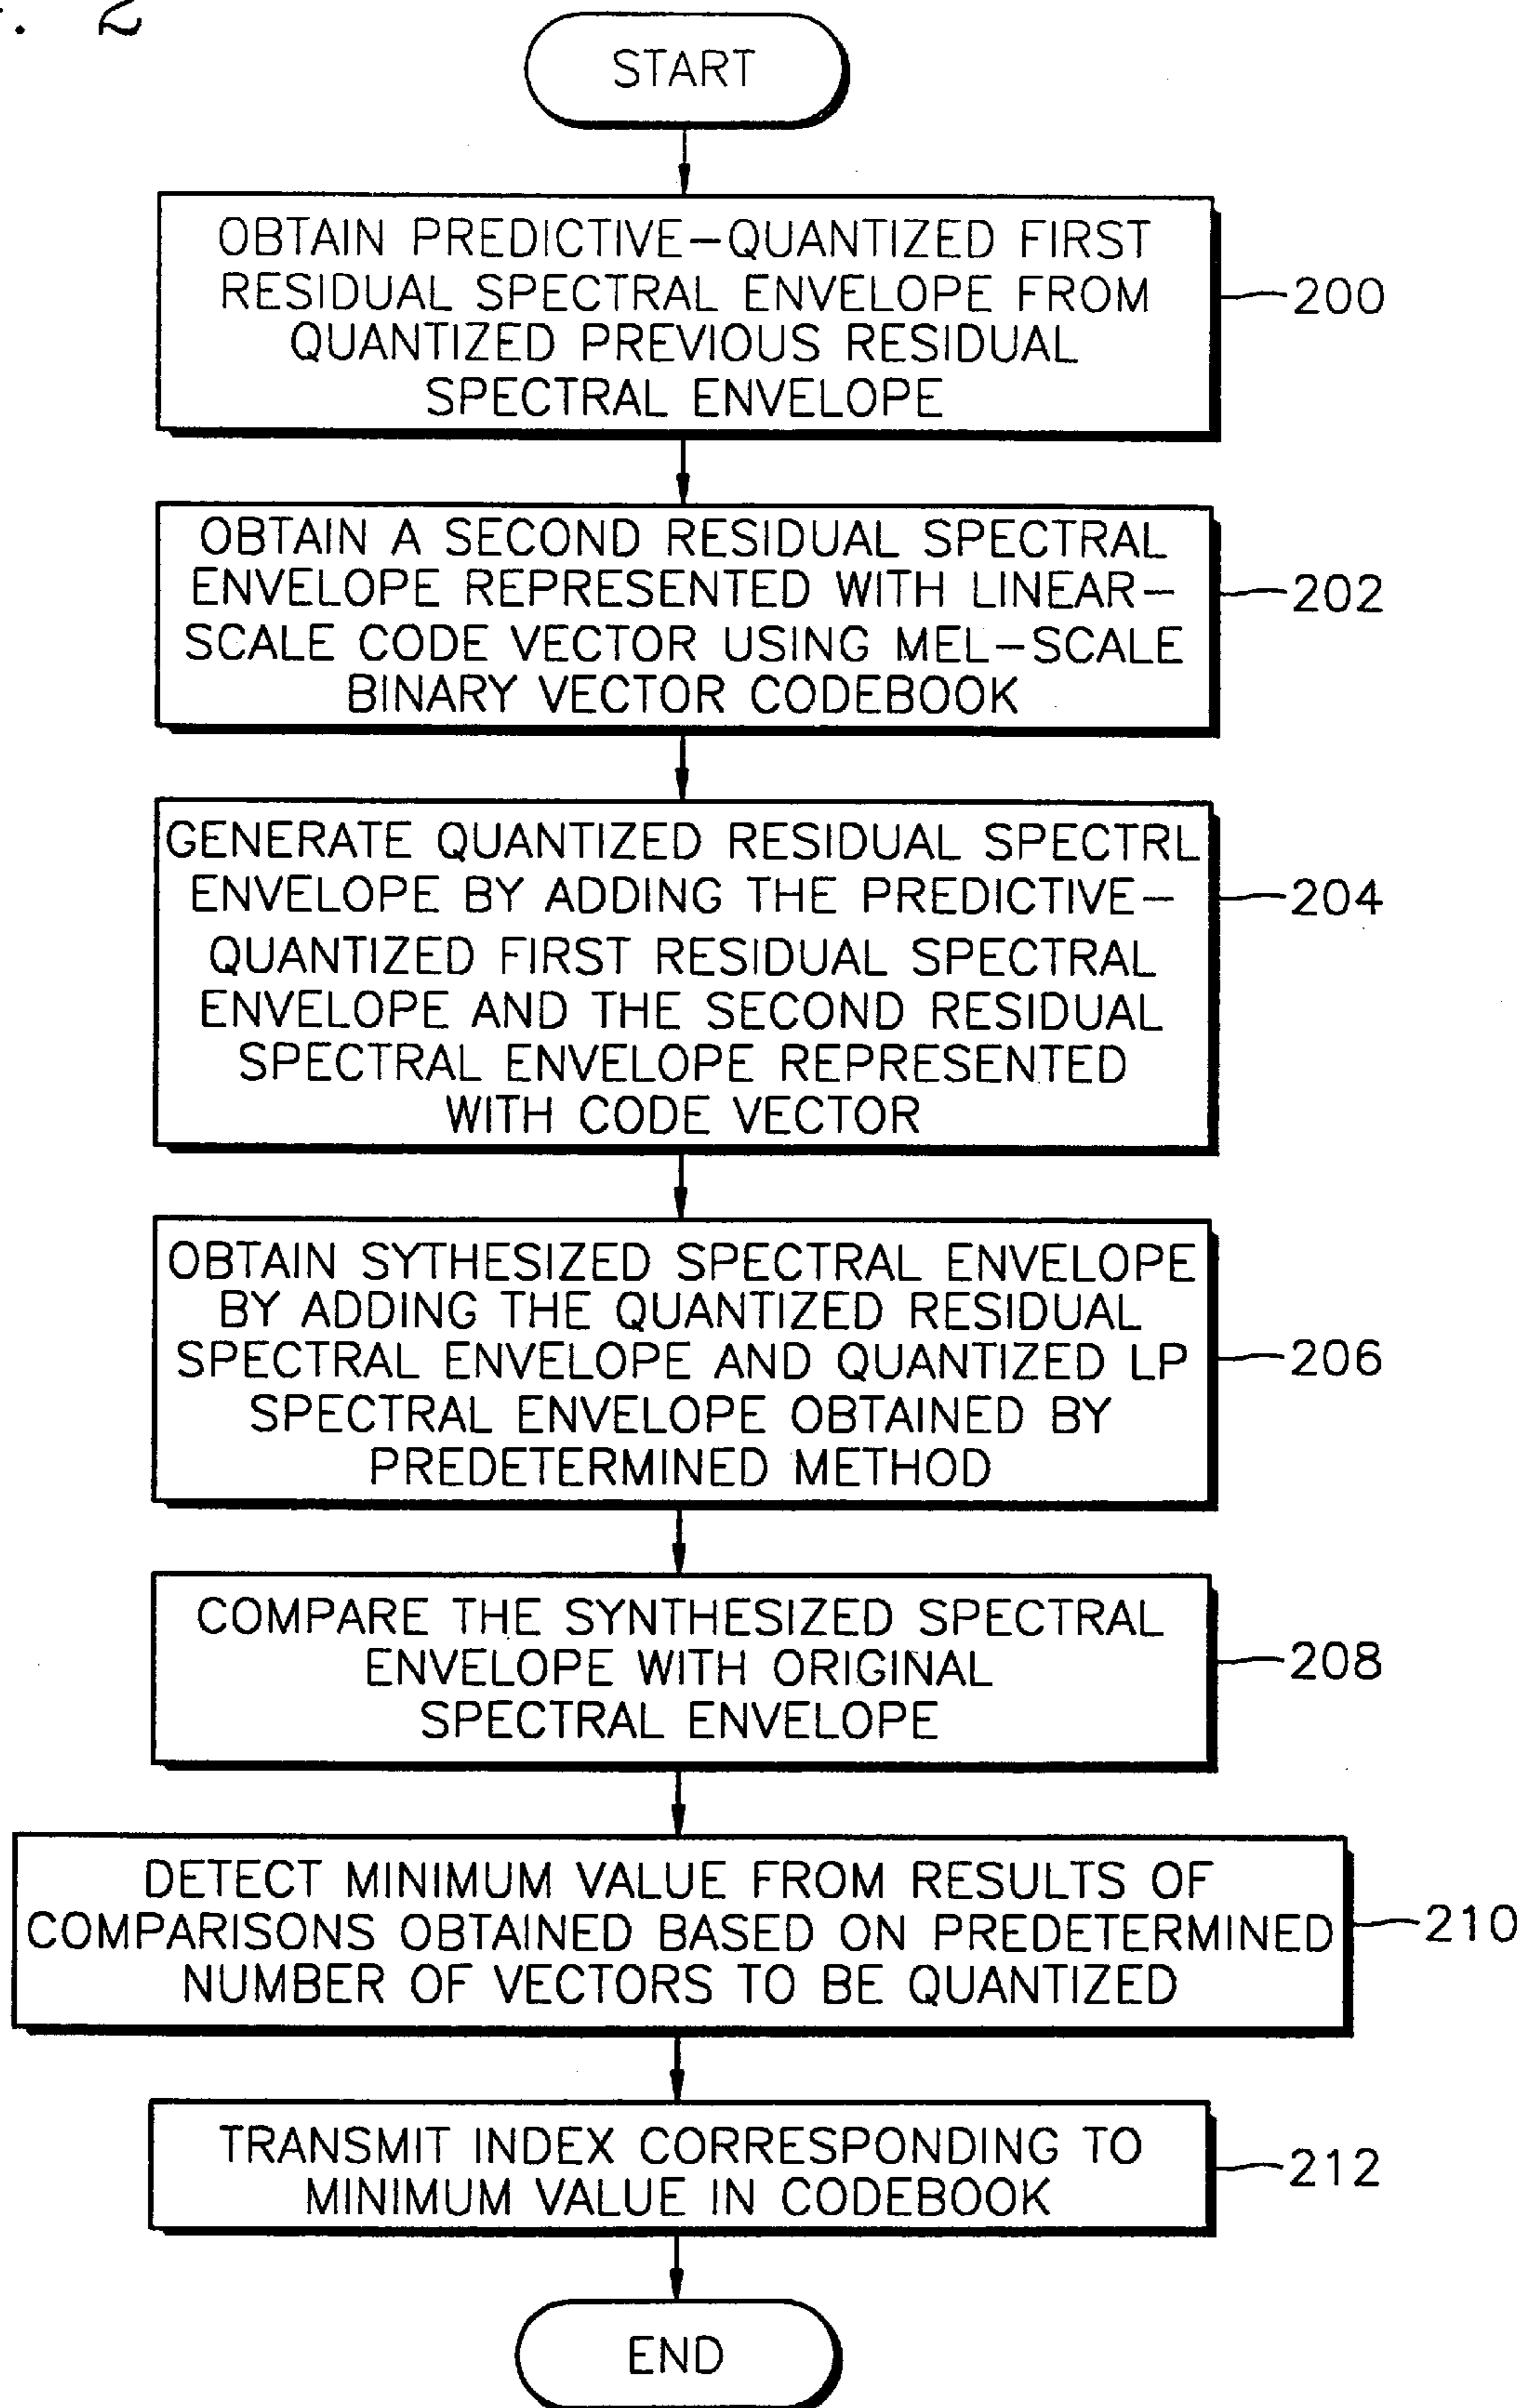 . 2
START
OBTAIN PREDICTIVE-QUANTIZED FIRST
RESIDUAL SPECTRAL ENVELOPE FROM
QUANTIZED PREVIOUS RESIDUAL
SPECTRAL ENVELOPE
200
OBTAIN A SECOND RESIDUAL SPECTRAL
ENVELOPE REPRESENTED WITH LINEAR-
SCALE CODE VECTOR USING MEL-SCALE
BINARY VECTOR CODEBOOK
202
GENERATE QUANTIZED RESIDUAL SPECTRL
ENVELOPE BY ADDING THE PREDICTIVE-
QUANTIZED FIRST RESIDUAL SPECTRAL
ENVELOPE AND THE SECOND RESIDUAL
SPECTRAL ENVELOPE REPRESENTED
WITH CODE VECTOR
204
OBTAIN SYTHESIZED SPECTRAL ENVELOPE
BY ADDING THE QUANTIZED RESIDUAL
SPECTRAL ENVELOPE AND QUANTIZED LP
SPECTRAL ENVELOPE OBTAINED BY
PREDETERMINED METHOD
206
COMPARE THE SYNTHESIZED SPECTRAL
ENVELOPE WITH ORIGINAL
SPECTRAL ENVELOPE
208
DETECT MINIMUM VALUE FROM RESULTS OF
COMPARISONS OBTAINED BASED ON PREDETERMINED
NUMBER OF VECTORS TO BE QUANTIZED
210
TRANSMIT INDEX CORRESPONDING TO
MINIMUM VALUE IN CODEBOOK
212
END